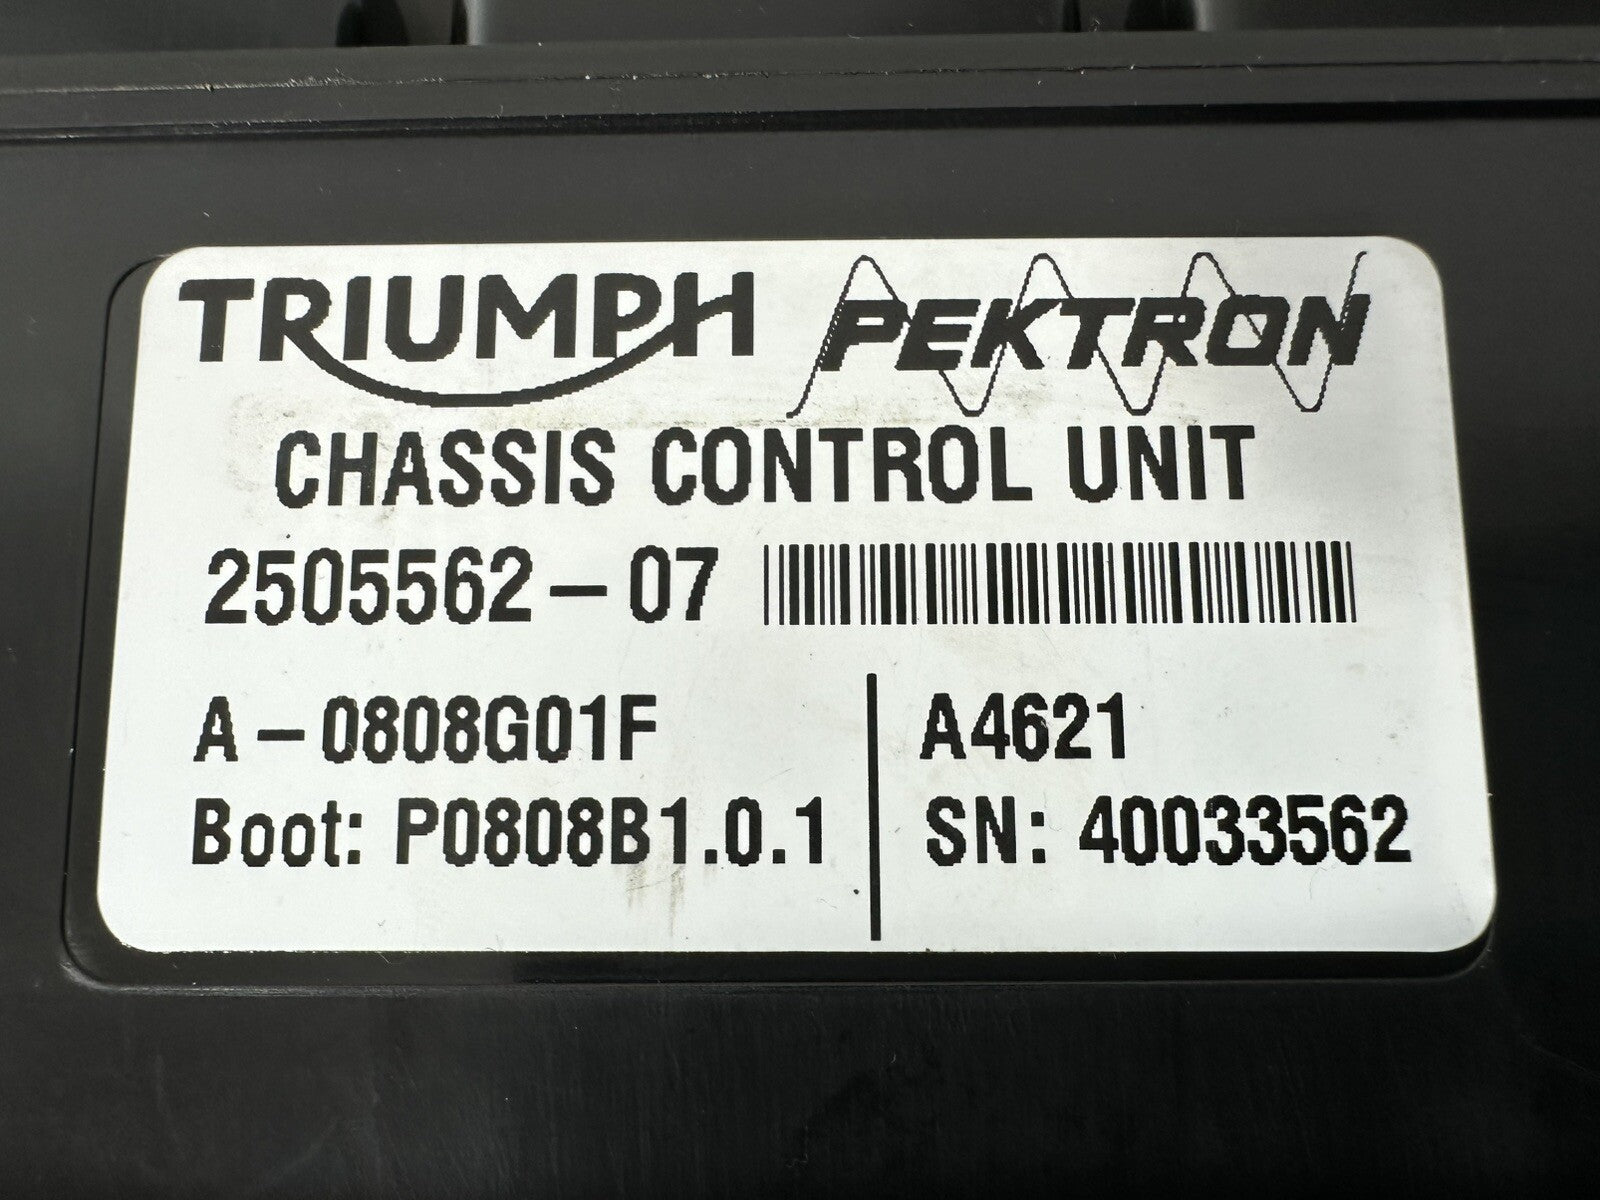 TRIUMPH PEKTRON
CHASSIS CONTROL UNIT
2505562-07
A-0808G01F A4621
Boot: P0808B1.0.1 SN: 40033562